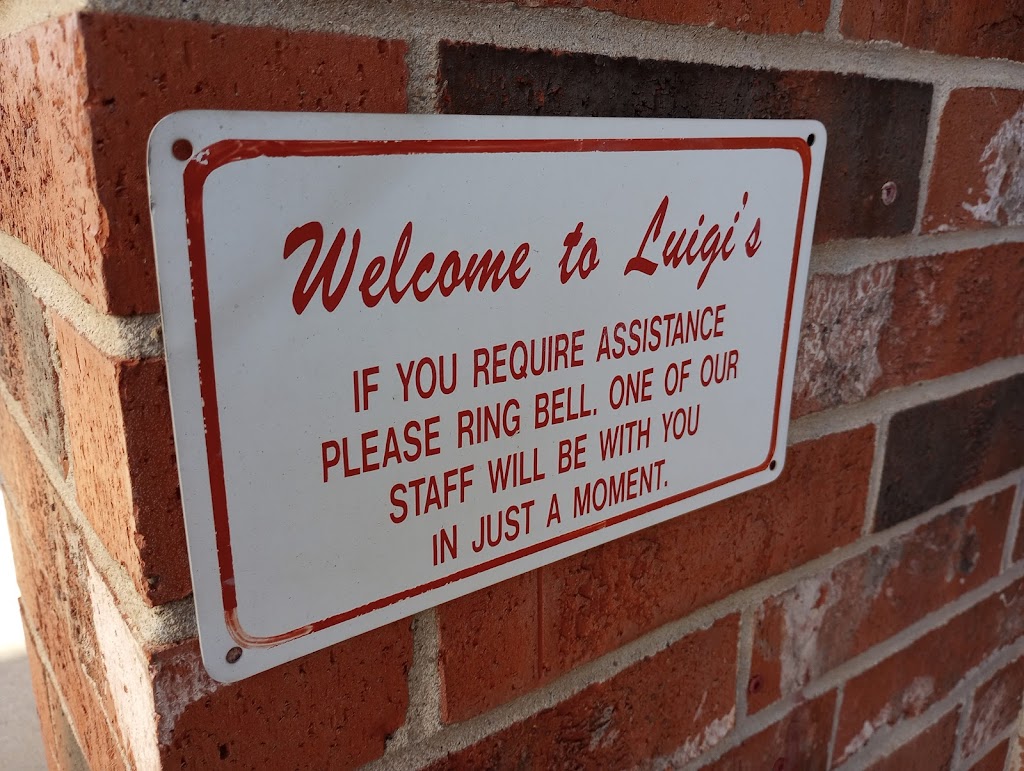 Welcome to Luigi's
IF YOU REQUIRE ASSISTANCE
PLEASE RING BELL. ONE OF OUR
STAFF WILL BE WITH YOU
IN JUST A MOMENT.